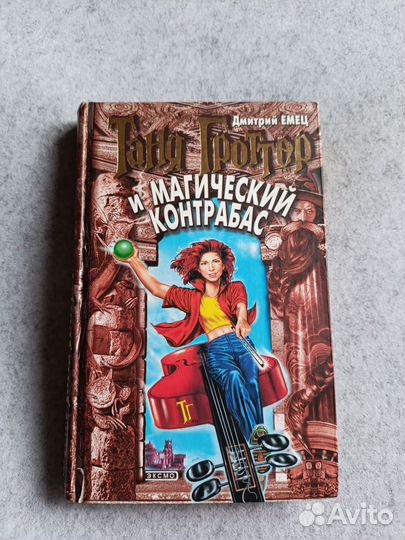 Дмитрий ЕМЕЦ
Таня Гроттер
и МАГИЧЕСКИЙ
КОНТРАБАС
ТГ
ЭКСМО
Avito